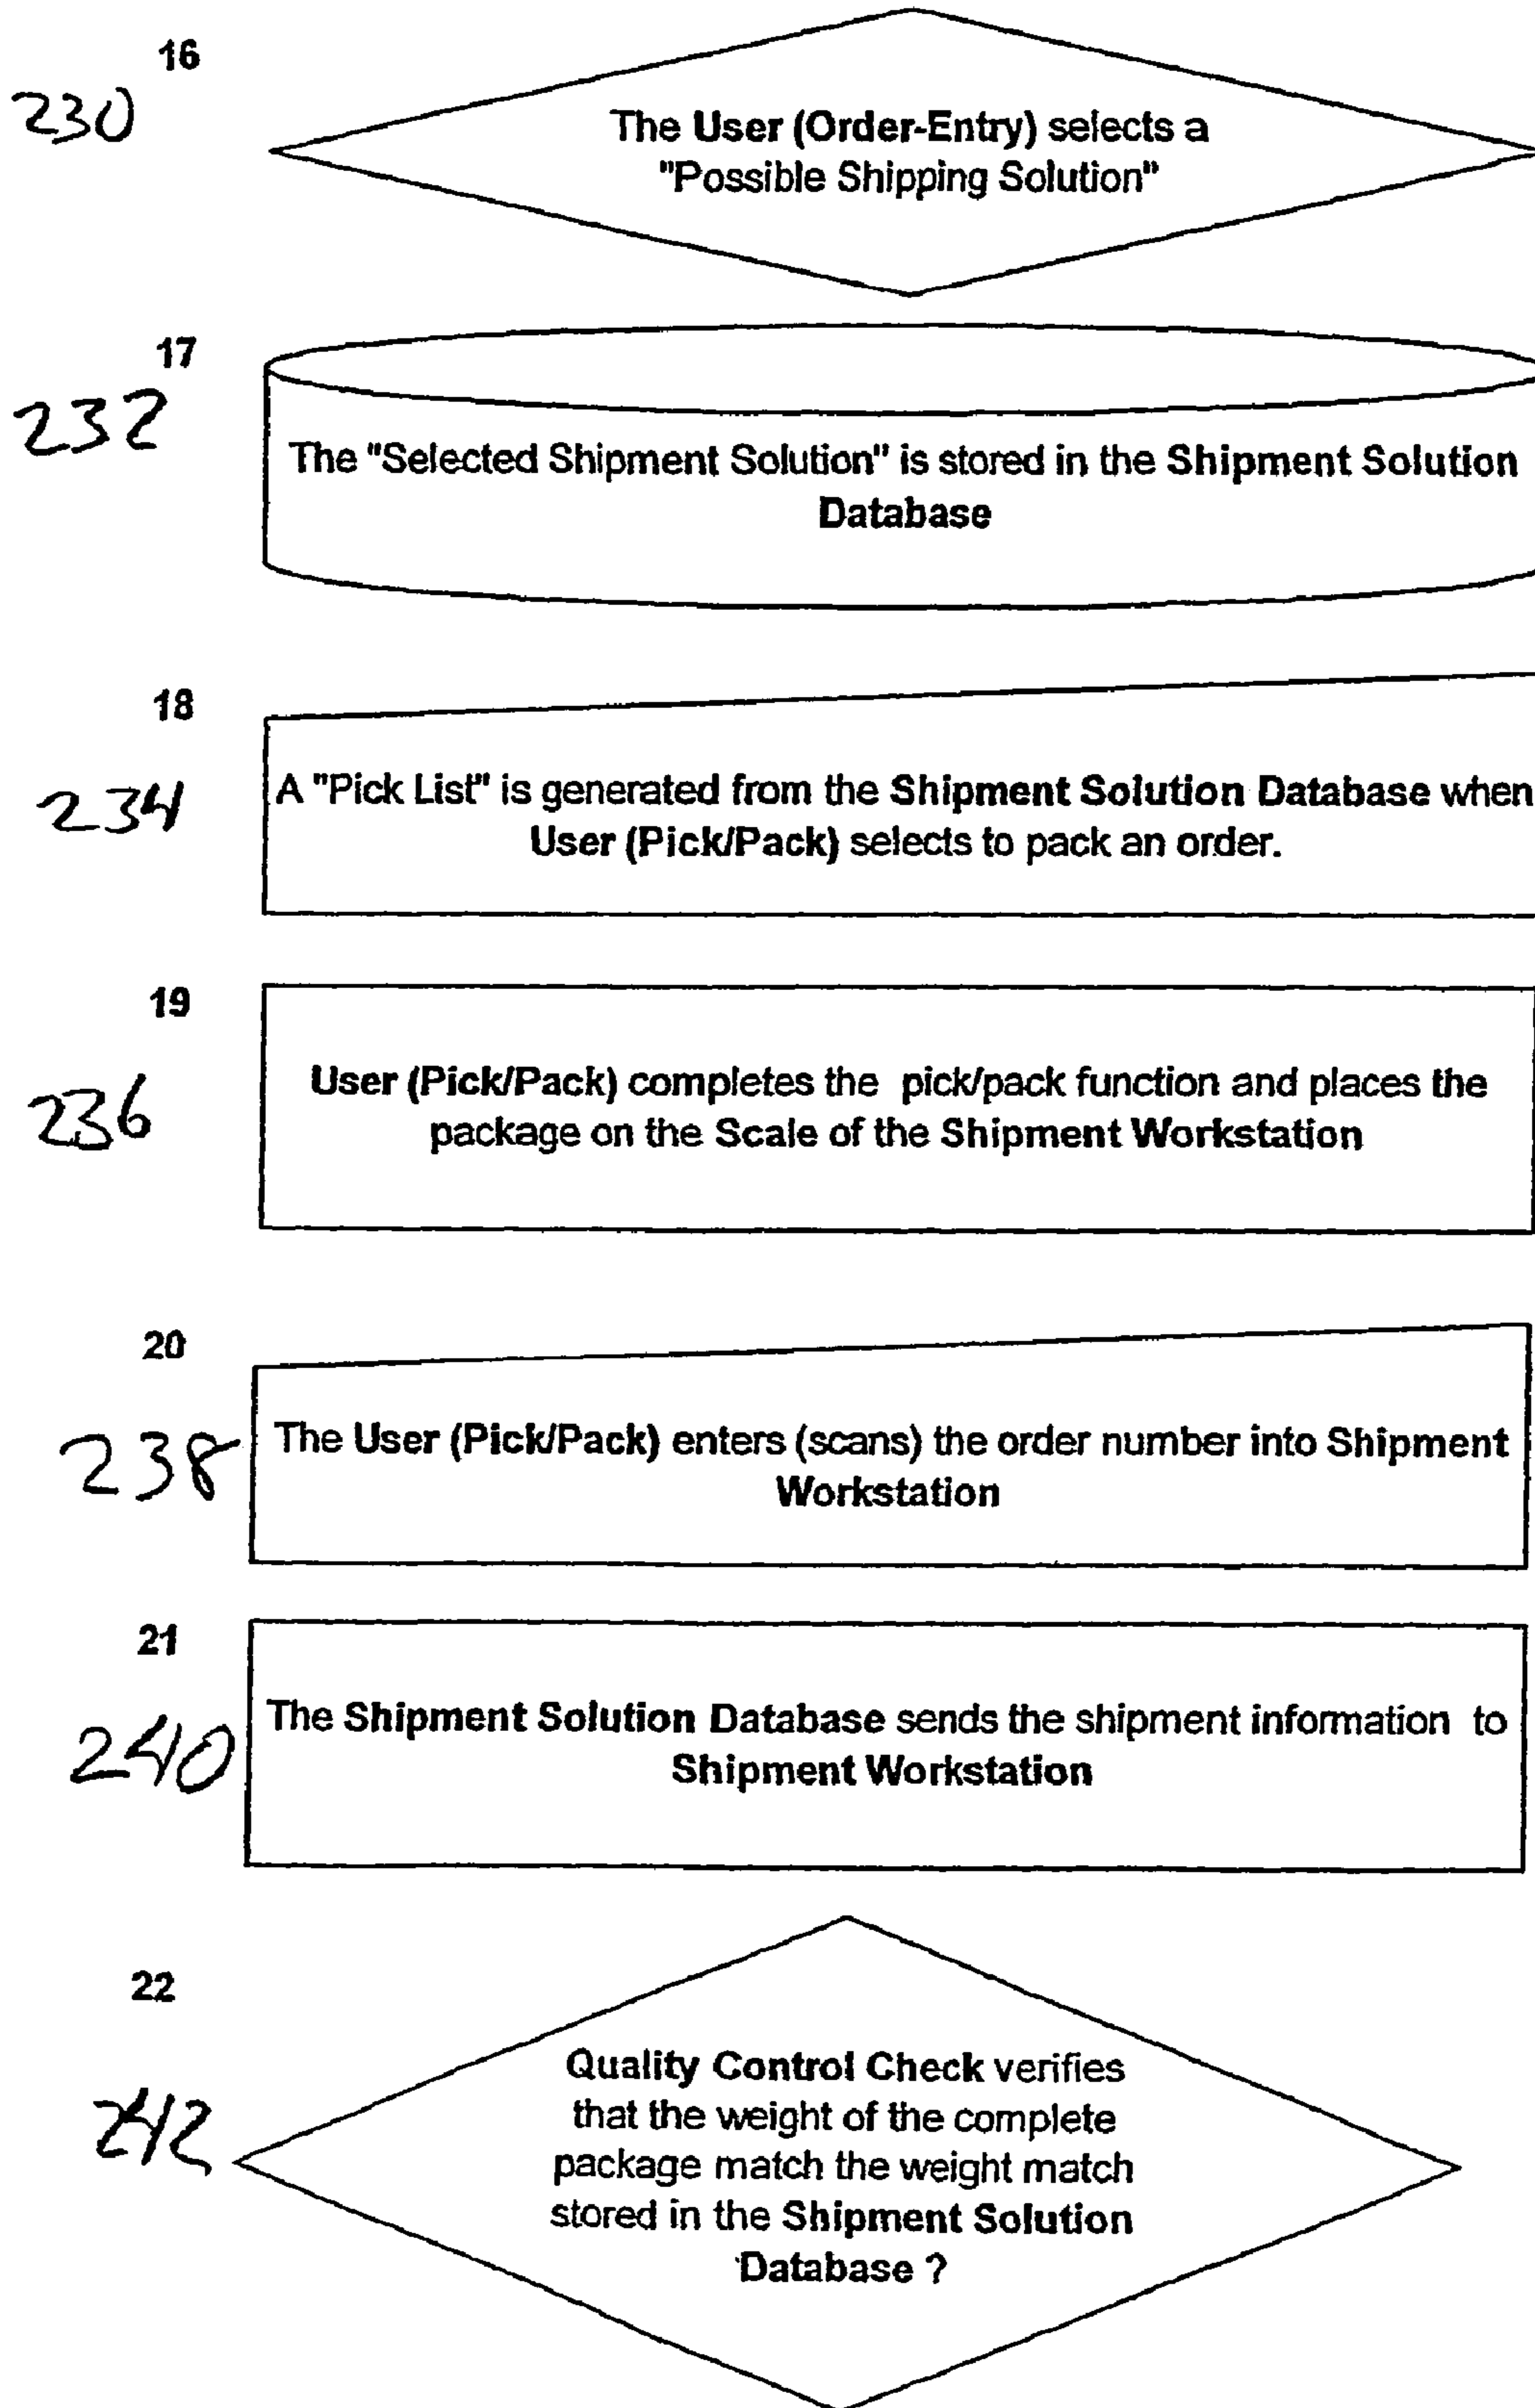 16
230
The User (Order-Entry) selects a
"Possible Shipping Solution"
17
232
The "Selected Shipment Solution" is stored in the Shipment Solution
Database
18
234
A "Pick List" is generated from the Shipment Solution Database when
User (Pick/Pack) selects to pack an order.
19
236
User (Pick/Pack) completes the pick/pack function and places the
package on the Scale of the Shipment Workstation
20
238
The User (Pick/Pack) enters (scans) the order number into Shipment
Workstation
21
240
The Shipment Solution Database sends the shipment information to
Shipment Workstation
22
242
Quality Control Check verifies
that the weight of the complete
package match the weight match
stored in the Shipment Solution
Database ?